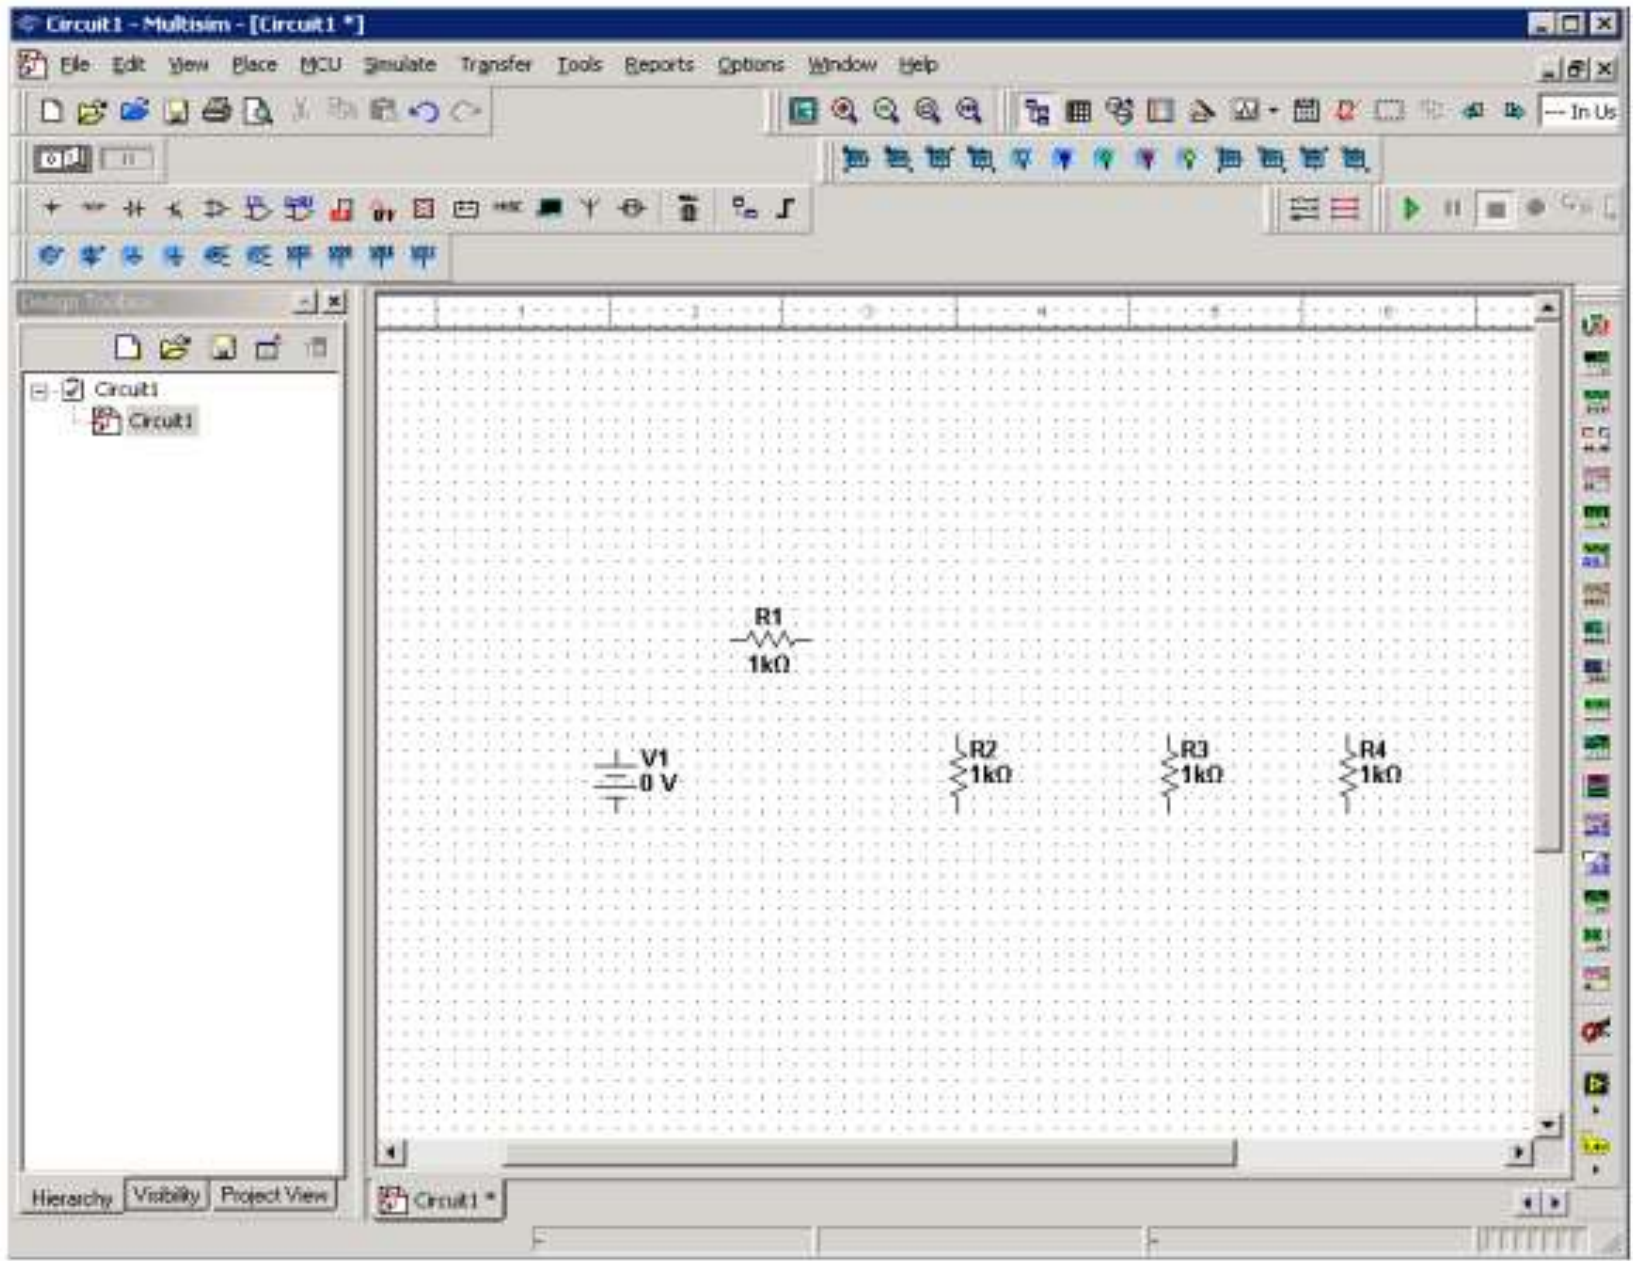 Circuit1 - Multisim - [Circuit1 *]
File Edit View Place MCU Simulate Transfer Tools Reports Options Window Help
--- In Us
Circuit1
Circuit1
R1
1kΩ
V1
0 V
R2
1kΩ
R3
1kΩ
R4
1kΩ
Hierarchy Visibility Project View
Circuit1 *